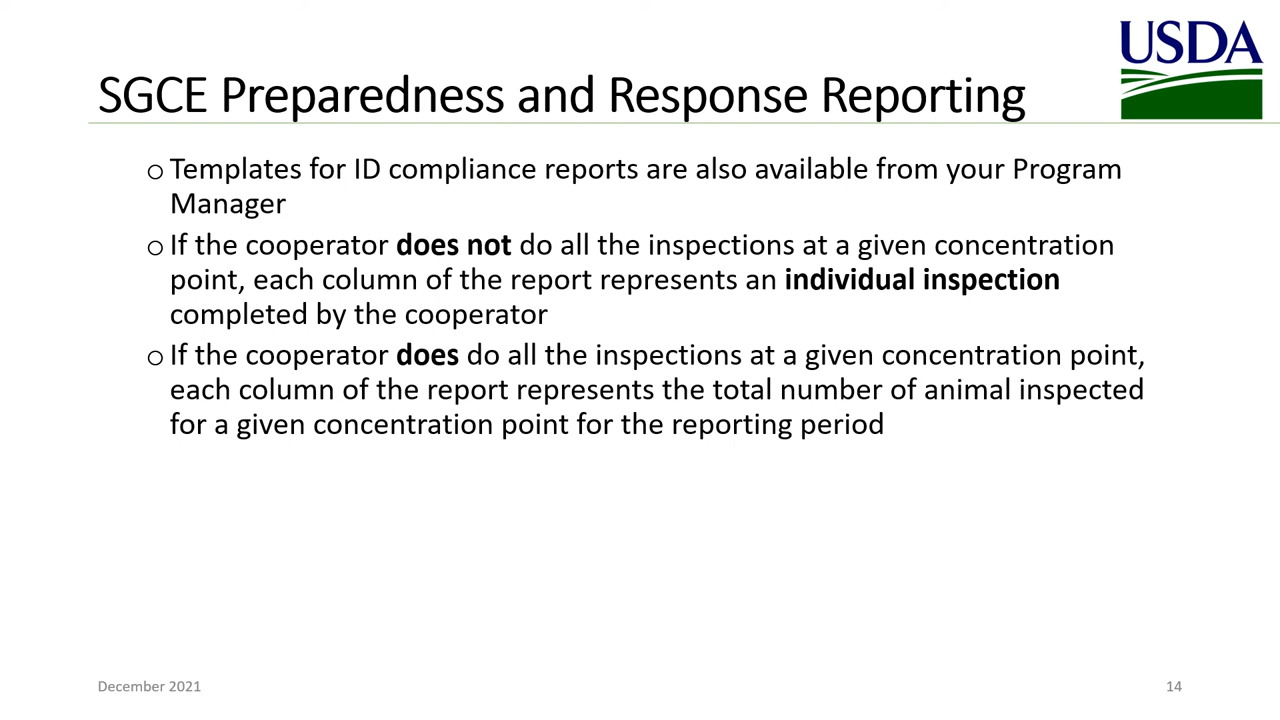 USDA
SGCE Preparedness and Response Reporting
o Templates for ID compliance reports are also available from your Program
Manager
o If the cooperator does not do all the inspections at a given concentration
point, each column of the report represents an individual inspection
completed by the cooperator
o If the cooperator does do all the inspections at a given concentration point,
each column of the report represents the total number of animal inspected
for a given concentration point for the reporting period
December 2021
14